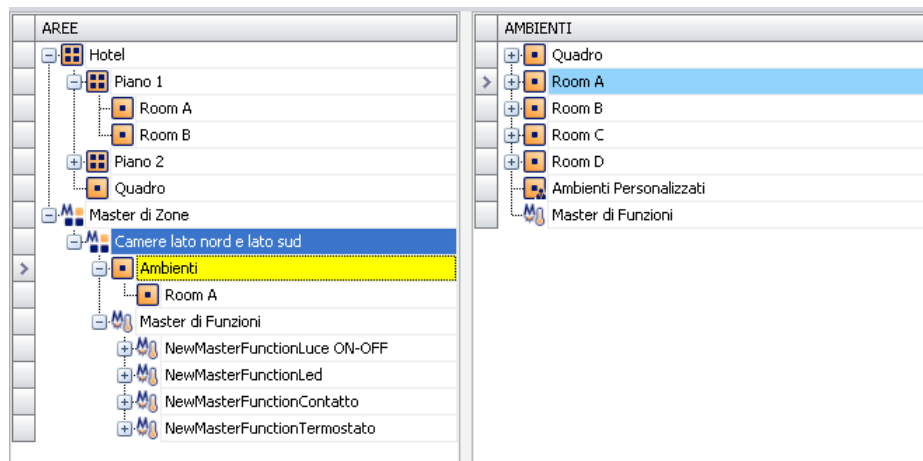 AREE
Hotel
Piano 1
Room A
Room B
Piano 2
Quadro
Master di Zone
Camere lato nord e lato sud
Ambienti
Room A
Master di Funzioni
NewMasterFunctionLuce ON-OFF
NewMasterFunctionLed
NewMasterFunctionContatto
NewMasterFunctionTermostato
AMBIENTI
Quadro
Room A
Room B
Room C
Room D
Ambienti Personalizzati
Master di Funzioni